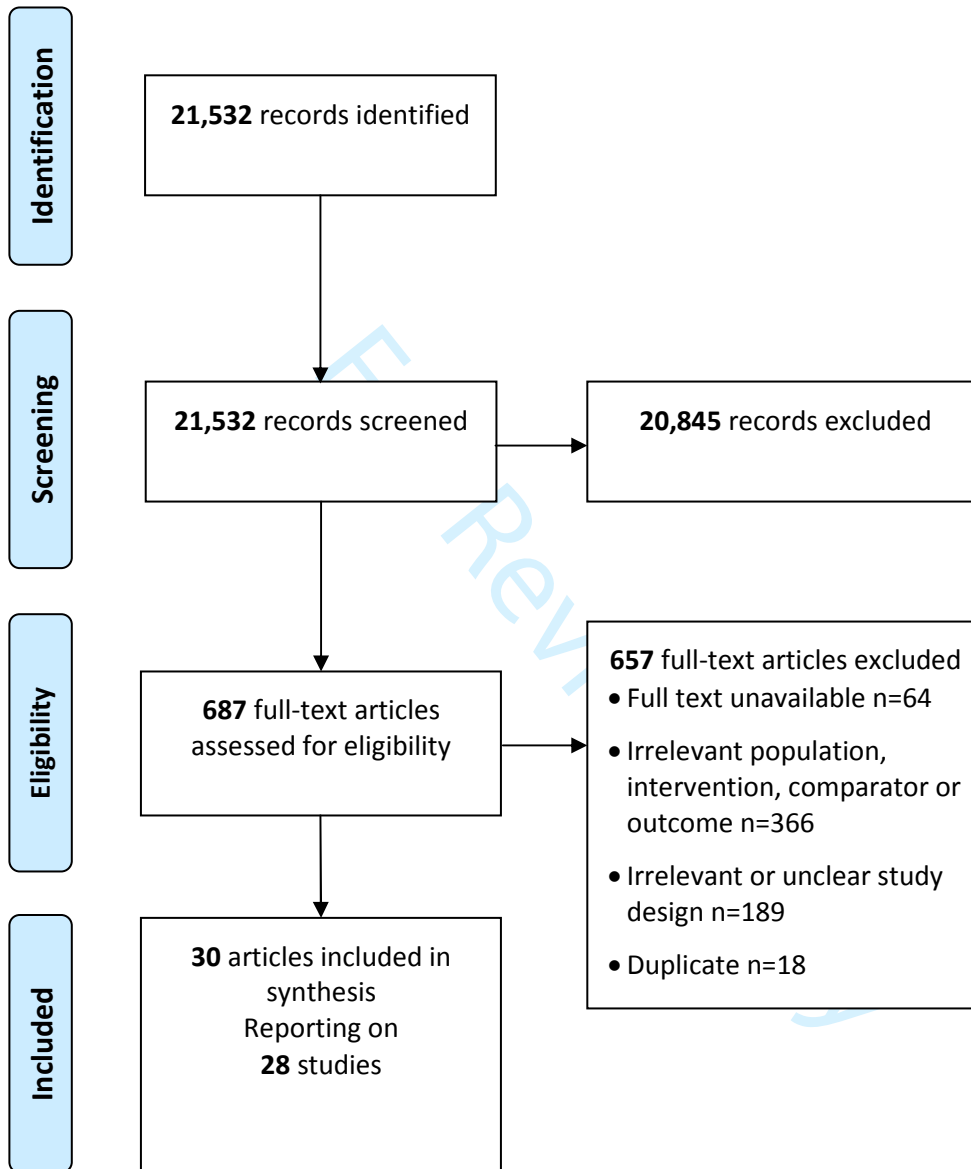 Identification
21,532 records identified
Screening
21,532 records screened
20,845 records excluded
Eligibility
687 full-text articles
assessed for eligibility
657 full-text articles excluded
• Full text unavailable n=64
• Irrelevant population,
intervention, comparator or
outcome n=366
• Irrelevant or unclear study
design n=189
• Duplicate n=18
Included
30 articles included in
synthesis
Reporting on
28 studies